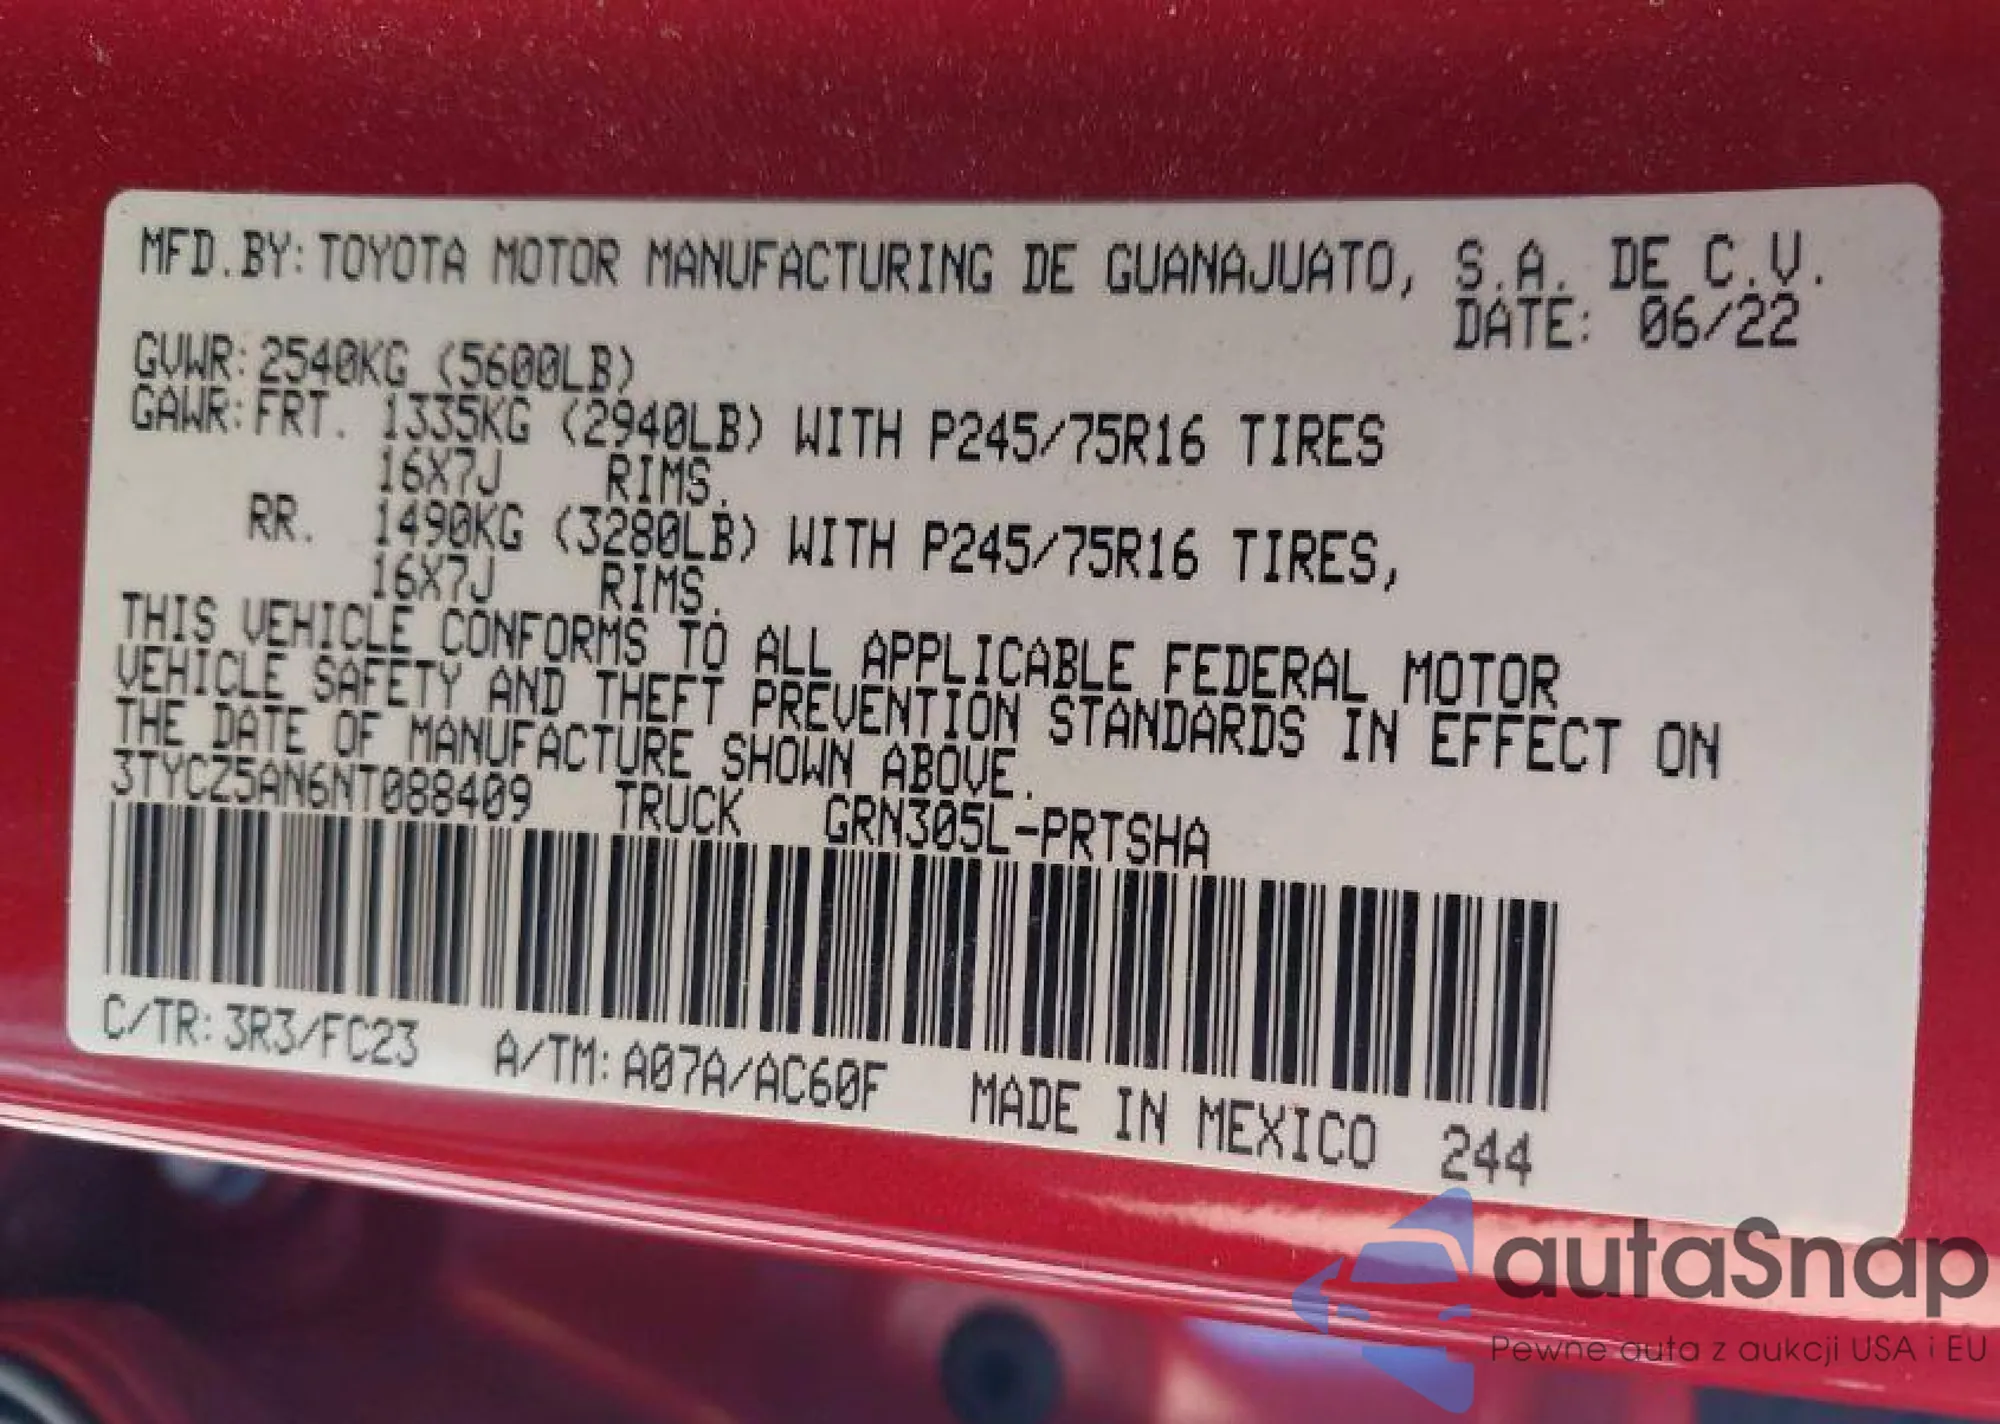 MFD.BY: TOYOTA MOTOR MANUFACTURING DE GUANAJUATO, S.A. DE C.V.
DATE: 06/22
GVWR: 2540KG (5600LB)
GAWR: FRT. 1335KG (2940LB) WITH P245/75R16 TIRES
16X7J RIMS.
RR. 1490KG (3280LB) WITH P245/75R16 TIRES,
16X7J RIMS.
THIS VEHICLE CONFORMS TO ALL APPLICABLE FEDERAL MOTOR
VEHICLE SAFETY AND THEFT PREVENTION STANDARDS IN EFFECT ON
THE DATE OF MANUFACTURE SHOWN ABOVE.
3TYCZ5AN6NT088409 TRUCK GRN305L-PRTSHA
C/TR: 3R3/FC23 A/TM: A07A/AC60F MADE IN MEXICO 244
autaSnap
Pewne auta z aukcji USA i EU